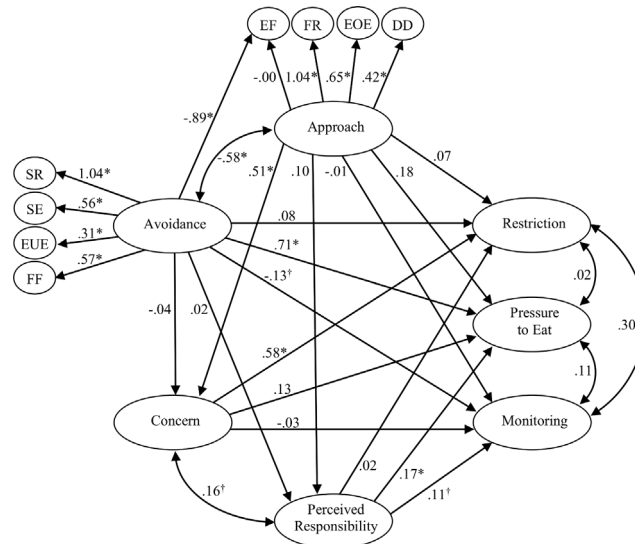 EF FR EOE DD
-.00 1.04* .65* .42*
-.89*
Approach
SR 1.04*
-.58* .51* .10 -.01 .18 .07
SE .56*
Avoidance .08 Restriction
EUE .31*
.71*
FF .57*
-.13†
.02
-.04 .02 Pressure
to Eat
.30
.58*
.11
.13
Concern -.03 Monitoring
.02 .17*
.16† .11†
Perceived
Responsibility